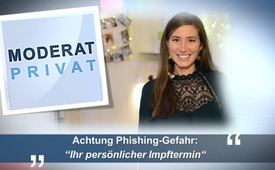 MODERAT
PRIVAT
Achtung Phishing-Gefahr:
“Ihr persönlicher Impftermin“